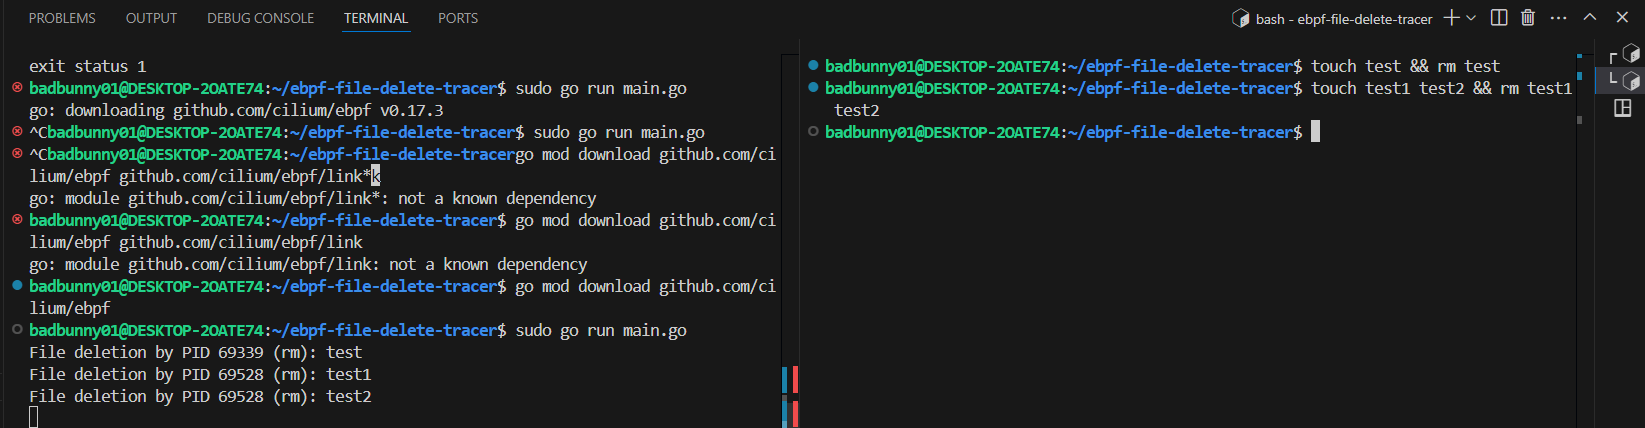 PROBLEMS OUTPUT DEBUG CONSOLE TERMINAL PORTS bash - ebpf-file-delete-tracer
exit status 1
badbunny01@DESKTOP-2OATE74:~/ebpf-file-delete-tracer$ sudo go run main.go
go: downloading github.com/cilium/ebpf v0.17.3
^Cbadbunny01@DESKTOP-2OATE74:~/ebpf-file-delete-tracer$ sudo go run main.go
^Cbadbunny01@DESKTOP-2OATE74:~/ebpf-file-delete-tracergo mod download github.com/ci
lium/ebpf github.com/cilium/ebpf/link*k
go: module github.com/cilium/ebpf/link*: not a known dependency
badbunny01@DESKTOP-2OATE74:~/ebpf-file-delete-tracer$ go mod download github.com/ci
lium/ebpf github.com/cilium/ebpf/link
go: module github.com/cilium/ebpf/link: not a known dependency
badbunny01@DESKTOP-2OATE74:~/ebpf-file-delete-tracer$ go mod download github.com/ci
lium/ebpf
badbunny01@DESKTOP-2OATE74:~/ebpf-file-delete-tracer$ sudo go run main.go
File deletion by PID 69339 (rm): test
File deletion by PID 69528 (rm): test1
File deletion by PID 69528 (rm): test2
badbunny01@DESKTOP-2OATE74:~/ebpf-file-delete-tracer$ touch test && rm test
badbunny01@DESKTOP-2OATE74:~/ebpf-file-delete-tracer$ touch test1 test2 && rm test1
test2
badbunny01@DESKTOP-2OATE74:~/ebpf-file-delete-tracer$